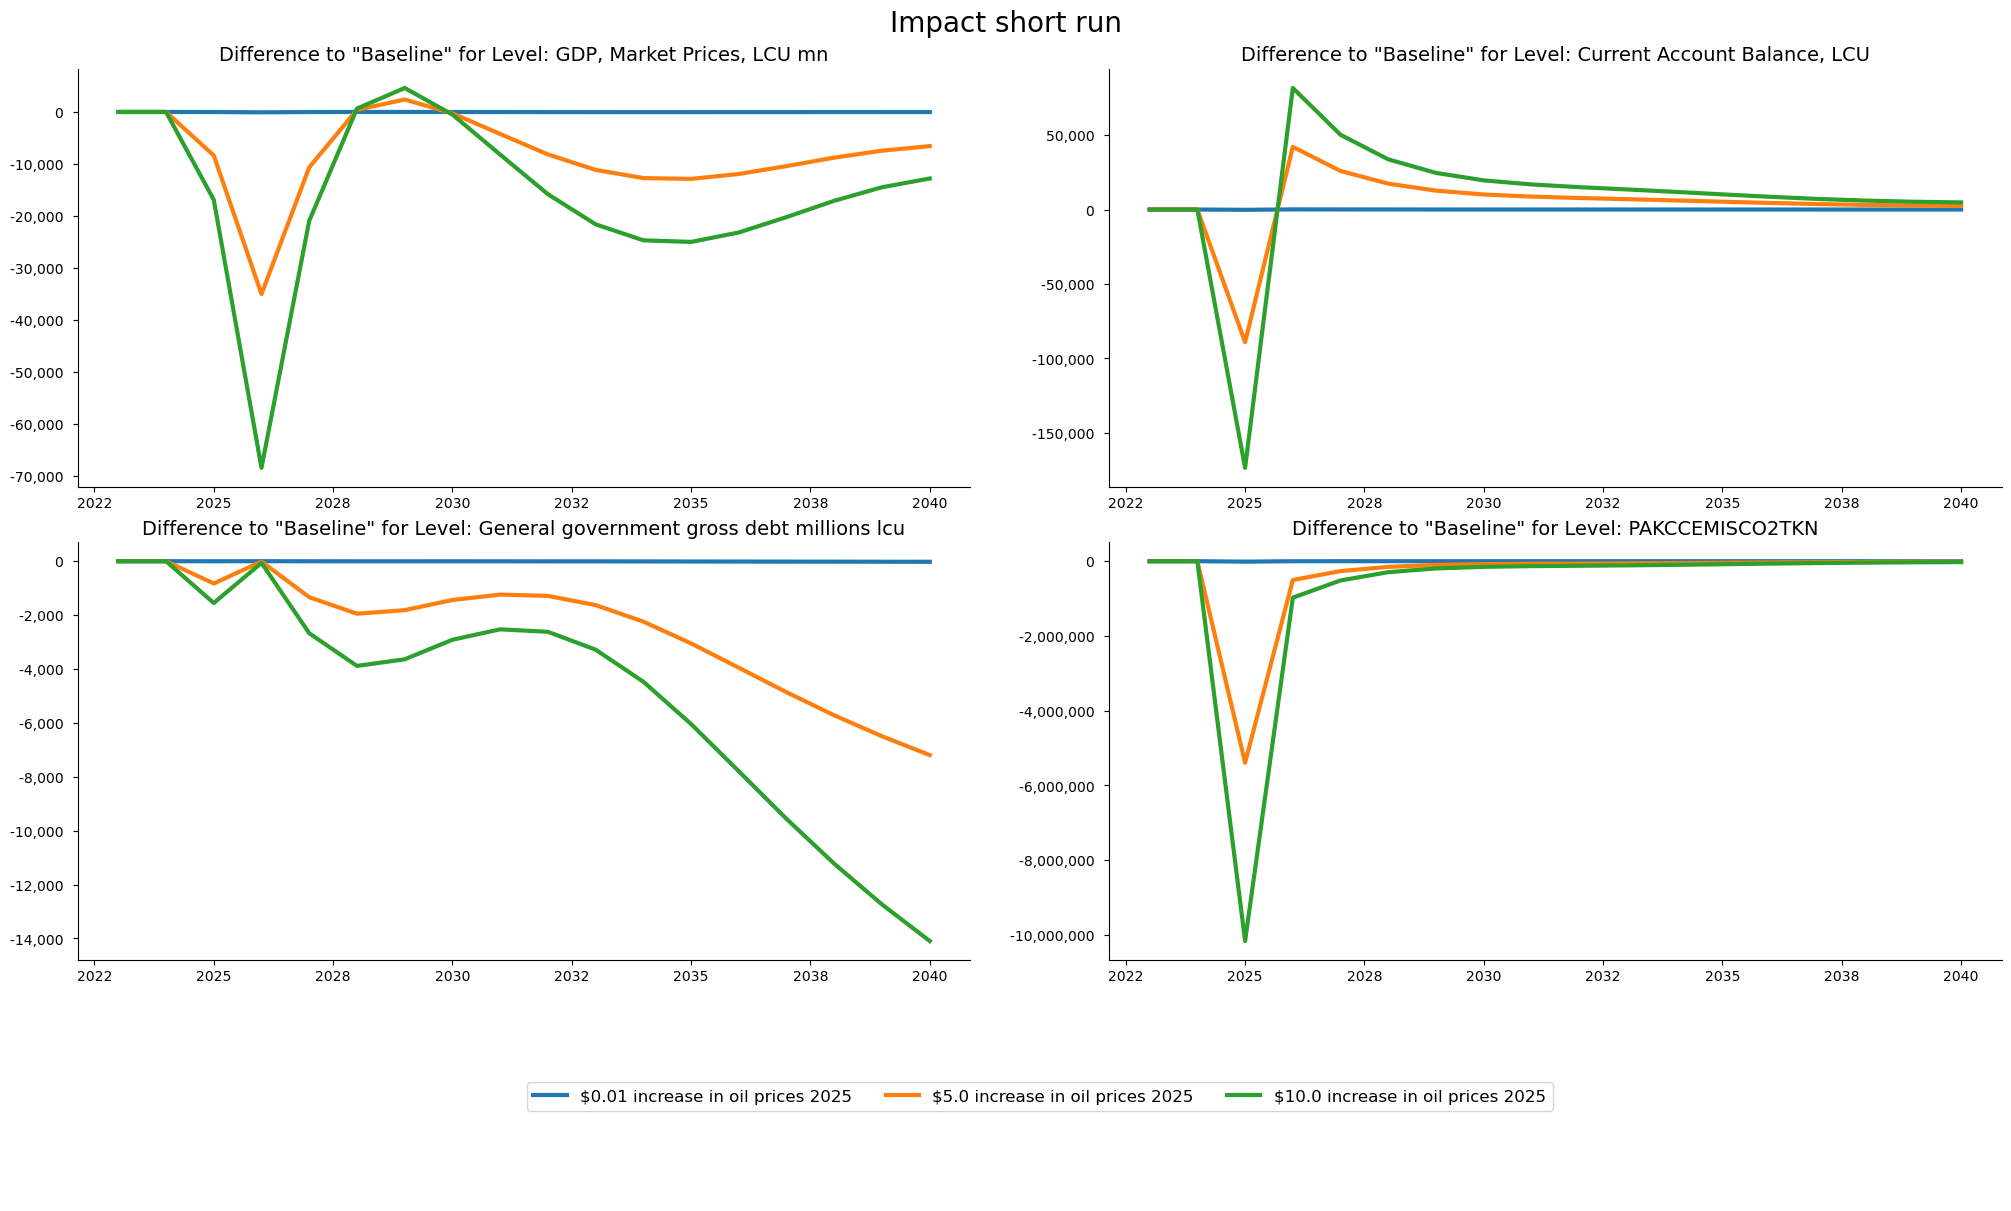 Impact short run
Difference to "Baseline" for Level: GDP, Market Prices, LCU mn
0
-10,000
-20,000
-30,000
-40,000
-50,000
-60,000
-70,000
2022 2025 2028 2030 2032 2035 2038 2040
Difference to "Baseline" for Level: Current Account Balance, LCU
50,000
0
-50,000
-100,000
-150,000
2022 2025 2028 2030 2032 2035 2038 2040
Difference to "Baseline" for Level: General government gross debt millions lcu
0
-2,000
-4,000
-6,000
-8,000
-10,000
-12,000
-14,000
2022 2025 2028 2030 2032 2035 2038 2040
Difference to "Baseline" for Level: PAKCCEMISCO2TKN
0
-2,000,000
-4,000,000
-6,000,000
-8,000,000
-10,000,000
2022 2025 2028 2030 2032 2035 2038 2040
$0.01 increase in oil prices 2025 $5.0 increase in oil prices 2025 $10.0 increase in oil prices 2025